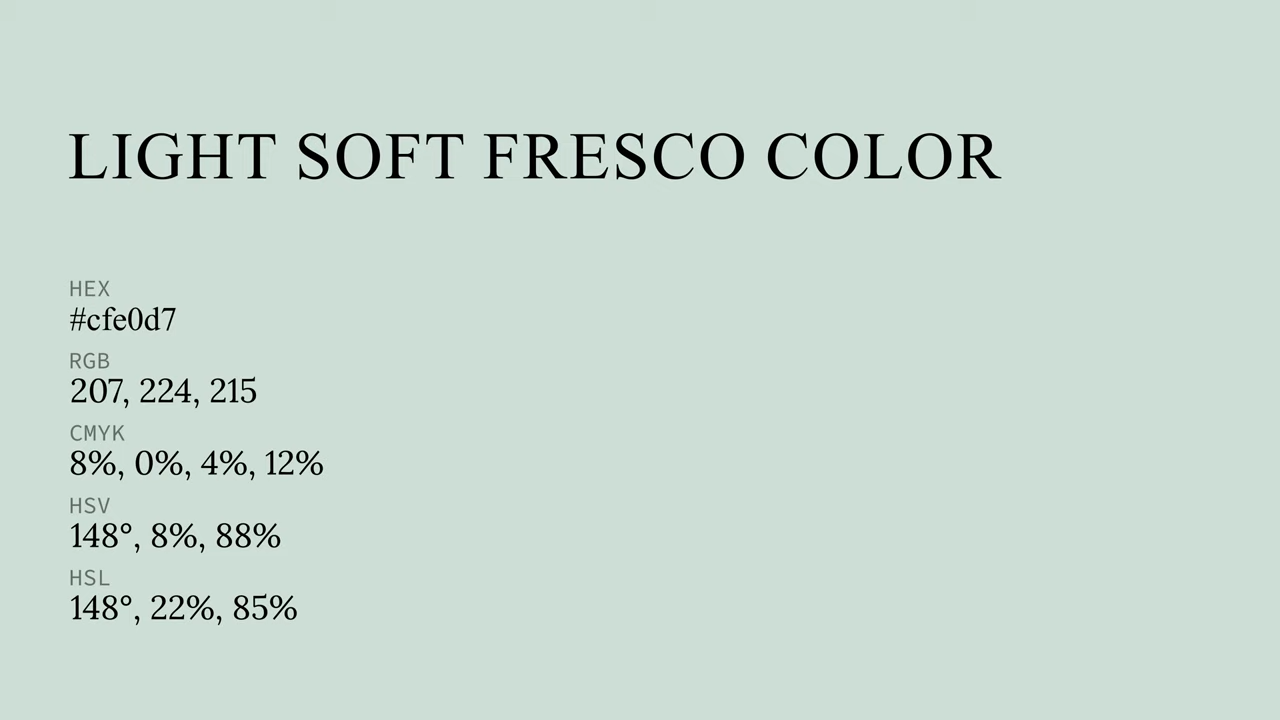 LIGHT SOFT FRESCO COLOR
HEX
#cfe0d7
RGB
207, 224, 215
CMYK
8%, 0%, 4%, 12%
HSV
148°, 8%, 88%
HSL
148°, 22%, 85%